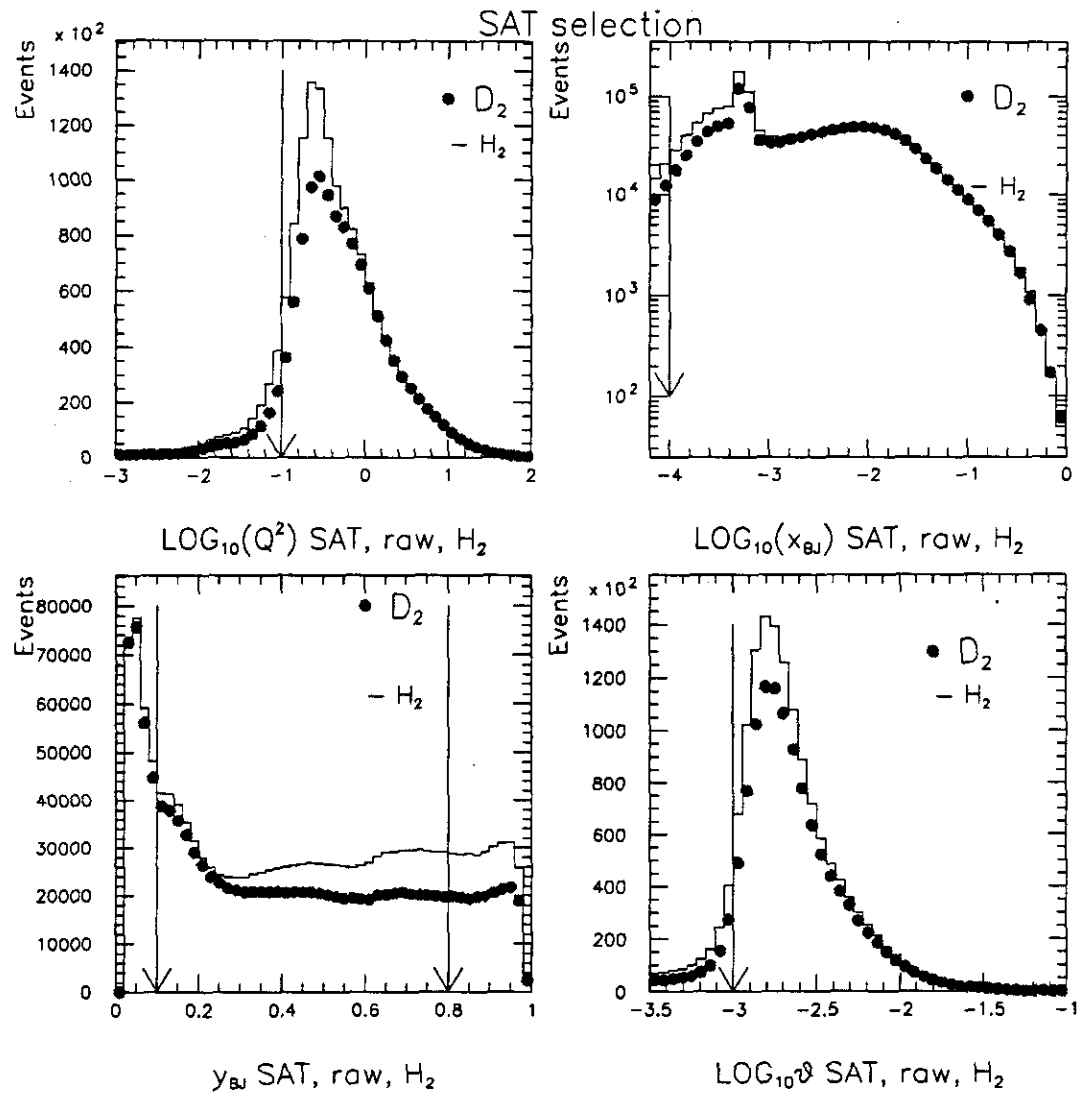 SAT selection
Events
× 10²
1400
1200
1000
800
600
400
200
0
−3 −2 −1 0 1 2
D₂
H₂
LOG₁₀(Q²) SAT, raw, H₂
Events
10⁵
10⁴
10³
10²
−4 −3 −2 −1 0
D₂
H₂
LOG₁₀(x_BJ) SAT, raw, H₂
Events
80000
70000
60000
50000
40000
30000
20000
10000
0
0 0.2 0.4 0.6 0.8 1
D₂
H₂
y_BJ SAT, raw, H₂
Events
× 10²
1400
1200
1000
800
600
400
200
0
−3.5 −3 −2.5 −2 −1.5 −1
D₂
H₂
LOG₁₀ϑ SAT, raw, H₂